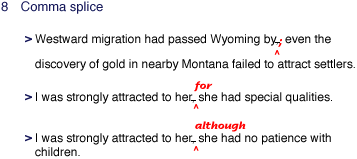 8 Comma splice
> Westward migration had passed Wyoming by,; even the
discovery of gold in nearby Montana failed to attract settlers.
for
> I was strongly attracted to her, she had special qualities.
^
although
> I was strongly attracted to her, she had no patience with
^
children.